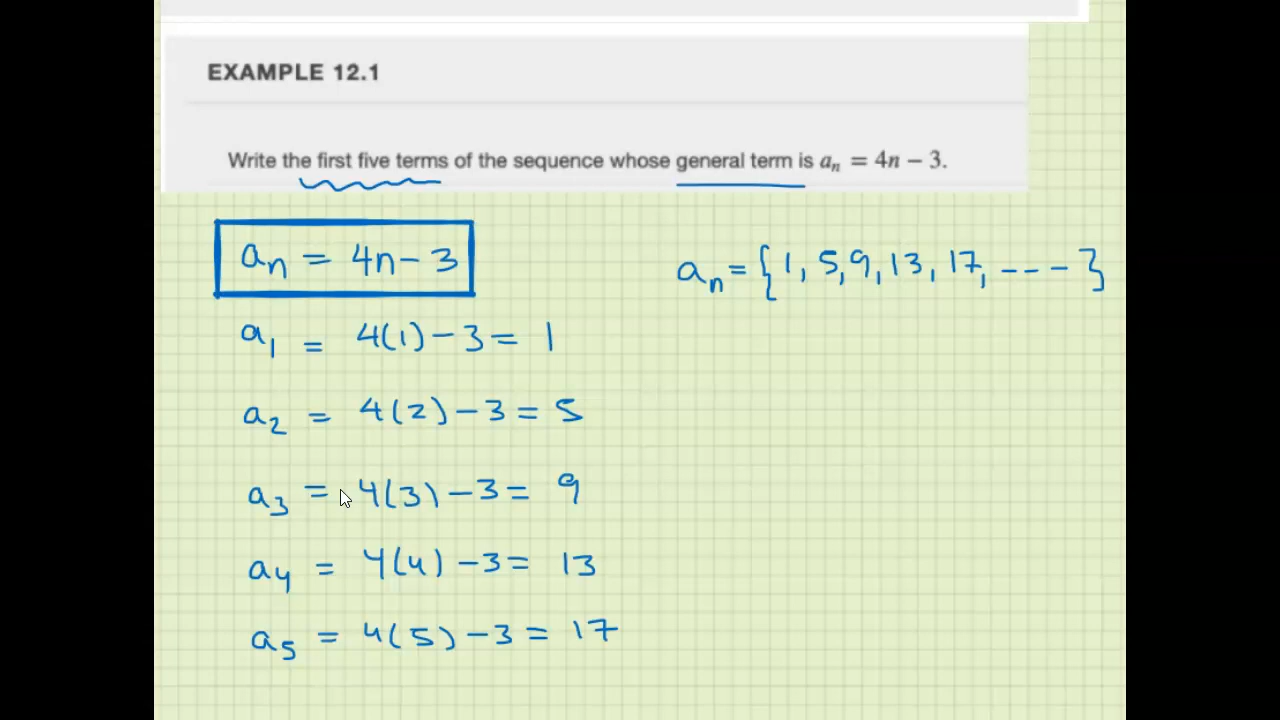 EXAMPLE 12.1
Write the first five terms of the sequence whose general term is aₙ = 4n − 3.
aₙ = 4n − 3
aₙ = {1, 5, 9, 13, 17, - - - }
a₁ = 4(1) − 3 = 1
a₂ = 4(2) − 3 = 5
a₃ = 4(3) − 3 = 9
a₄ = 4(4) − 3 = 13
a₅ = 4(5) − 3 = 17